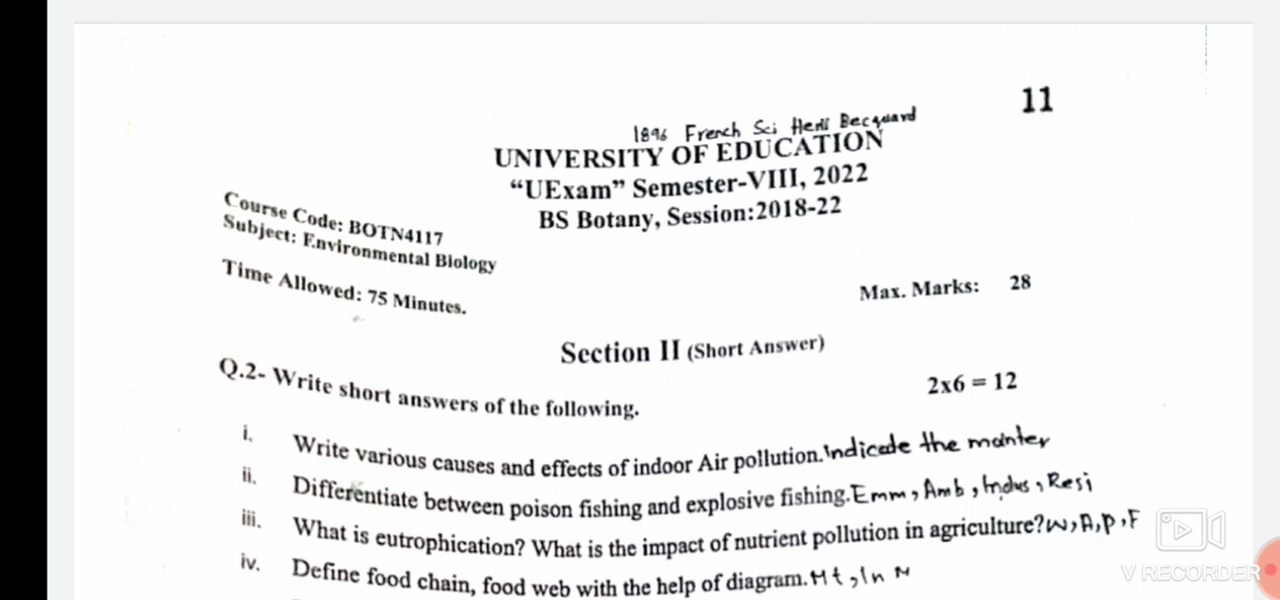 11
1896 French Sci Henri Becquard
UNIVERSITY OF EDUCATION
“UExam” Semester-VIII, 2022
BS Botany, Session:2018-22
Course Code: BOTN4117
Subject: Environmental Biology
Time Allowed: 75 Minutes.
Max. Marks: 28
Section II (Short Answer)
Q.2- Write short answers of the following.
2x6 = 12
i. Write various causes and effects of indoor Air pollution. indicate the
ii. Differentiate between poison fishing and explosive fishing. Emm, Amb, Indus, Resi
iii. What is eutrophication? What is the impact of nutrient pollution in agriculture? W, A, P, F
iv. Define food chain, food web with the help of diagram. Mt, In N
V RECORDER